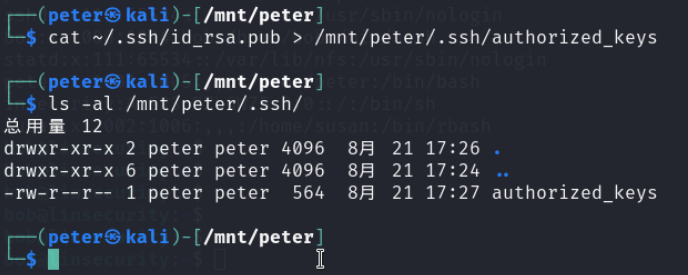 ┌──(peter㉿kali)-[/mnt/peter]
└─$ cat ~/.ssh/id_rsa.pub > /mnt/peter/.ssh/authorized_keys
┌──(peter㉿kali)-[/mnt/peter]
└─$ ls -al /mnt/peter/.ssh/
总用量 12
drwxr-xr-x 2 peter peter 4096 8月 21 17:26 .
drwxr-xr-x 6 peter peter 4096 8月 21 17:24 ..
-rw-r--r-- 1 peter peter 564 8月 21 17:27 authorized_keys
┌──(peter㉿kali)-[/mnt/peter]
└─$